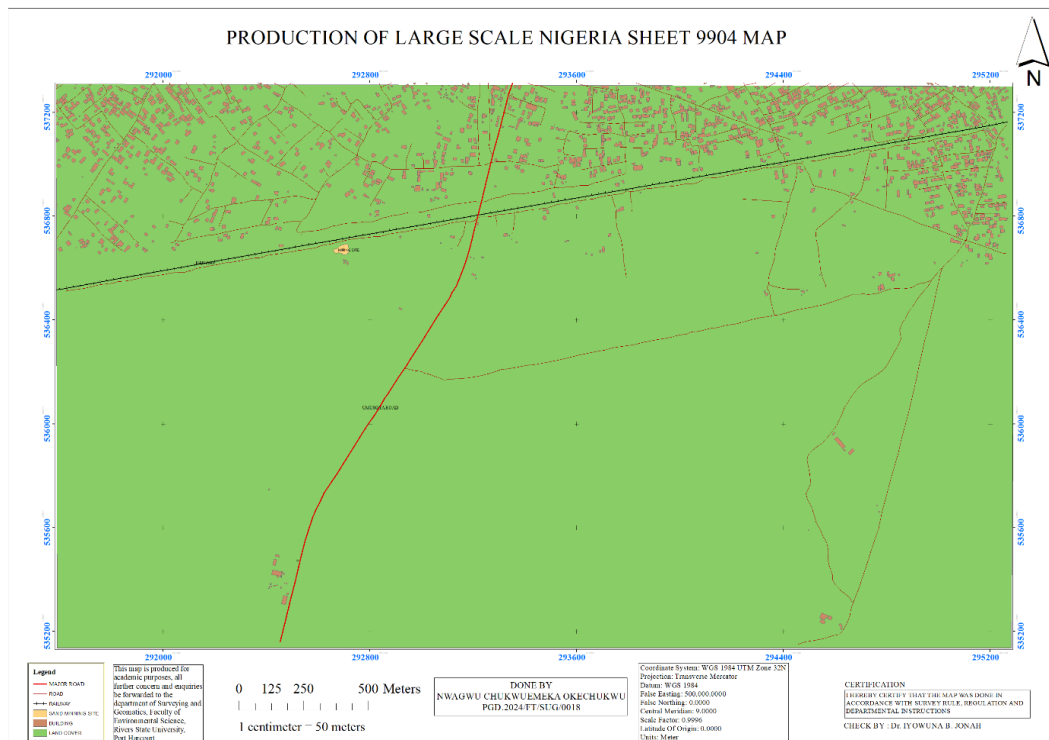 PRODUCTION OF LARGE SCALE NIGERIA SHEET 9904 MAP
N
292000 292800 293600 294400 295200
537200 537200
536800 536800
536400 536400
536000 536000
535600 535600
535200 535200
292000 292800 293600 294400 295200
Legend
MAJOR ROAD
ROAD
RAILWAY
SAND MINNING SITE
BUILDING
LAND COVER
This map is produced for
academic purposes, all
further concern and enquiries
be forwarded to the
department of Surveying and
Geomatics, Faculty of
Environmental Science,
Rivers State University,
Port Harcourt
0 125 250 500 Meters
1 centimeter = 50 meters
DONE BY
NWAGWU CHUKWUEMEKA OKECHUKWU
PGD.2024/FT/SUG/0018
Coordinate System: WGS 1984 UTM Zone 32N
Projection: Transverse Mercator
Datum: WGS 1984
False Easting: 500,000.0000
False Northing: 0.0000
Central Meridian: 9.0000
Scale Factor: 0.9996
Latitude Of Origin: 0.0000
Units: Meter
CERTIFICATION
I HEREBY CERTIFY THAT THE MAP WAS DONE IN
ACCORDANCE WITH SURVEY RULE, REGULATION AND
DEPARTMENTAL INSTRUCTIONS
CHECK BY : Dr. IYOWUNA B. JONAH